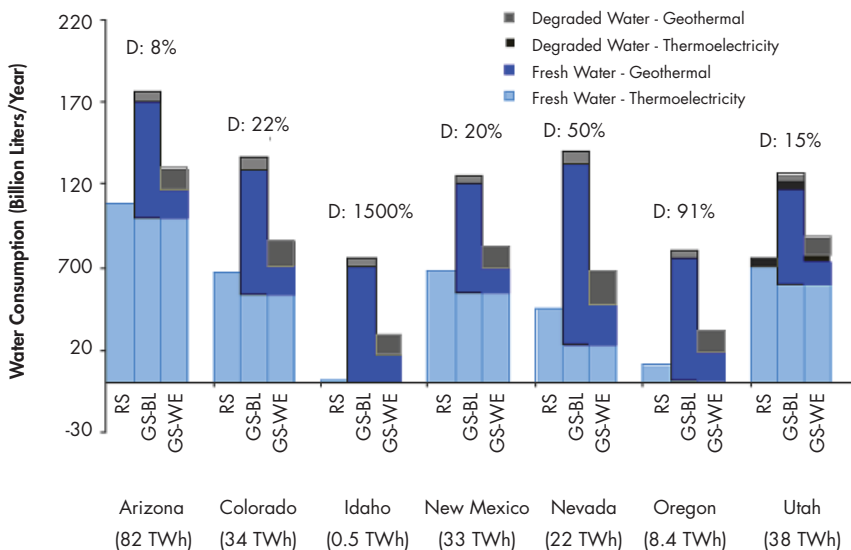 Water Consumption (Billion Liters/Year)
220
170
120
700
20
-30
Degraded Water - Geothermal
Degraded Water - Thermoelectricity
Fresh Water - Geothermal
Fresh Water - Thermoelectricity
D: 8%
D: 22%
D: 1500%
D: 20%
D: 50%
D: 91%
D: 15%
RS GS-BL GS-WE RS GS-BL GS-WE RS GS-BL GS-WE RS GS-BL GS-WE RS GS-BL GS-WE RS GS-BL GS-WE RS GS-BL GS-WE
Arizona Colorado Idaho New Mexico Nevada Oregon Utah
(82 TWh) (34 TWh) (0.5 TWh) (33 TWh) (22 TWh) (8.4 TWh) (38 TWh)